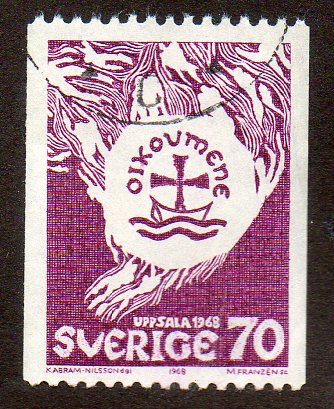 OIKOUMENE
UPPSALA 1968
SVERIGE 70
K.ABRAM-NILSSON del 1968 M.FRANZÉN SC